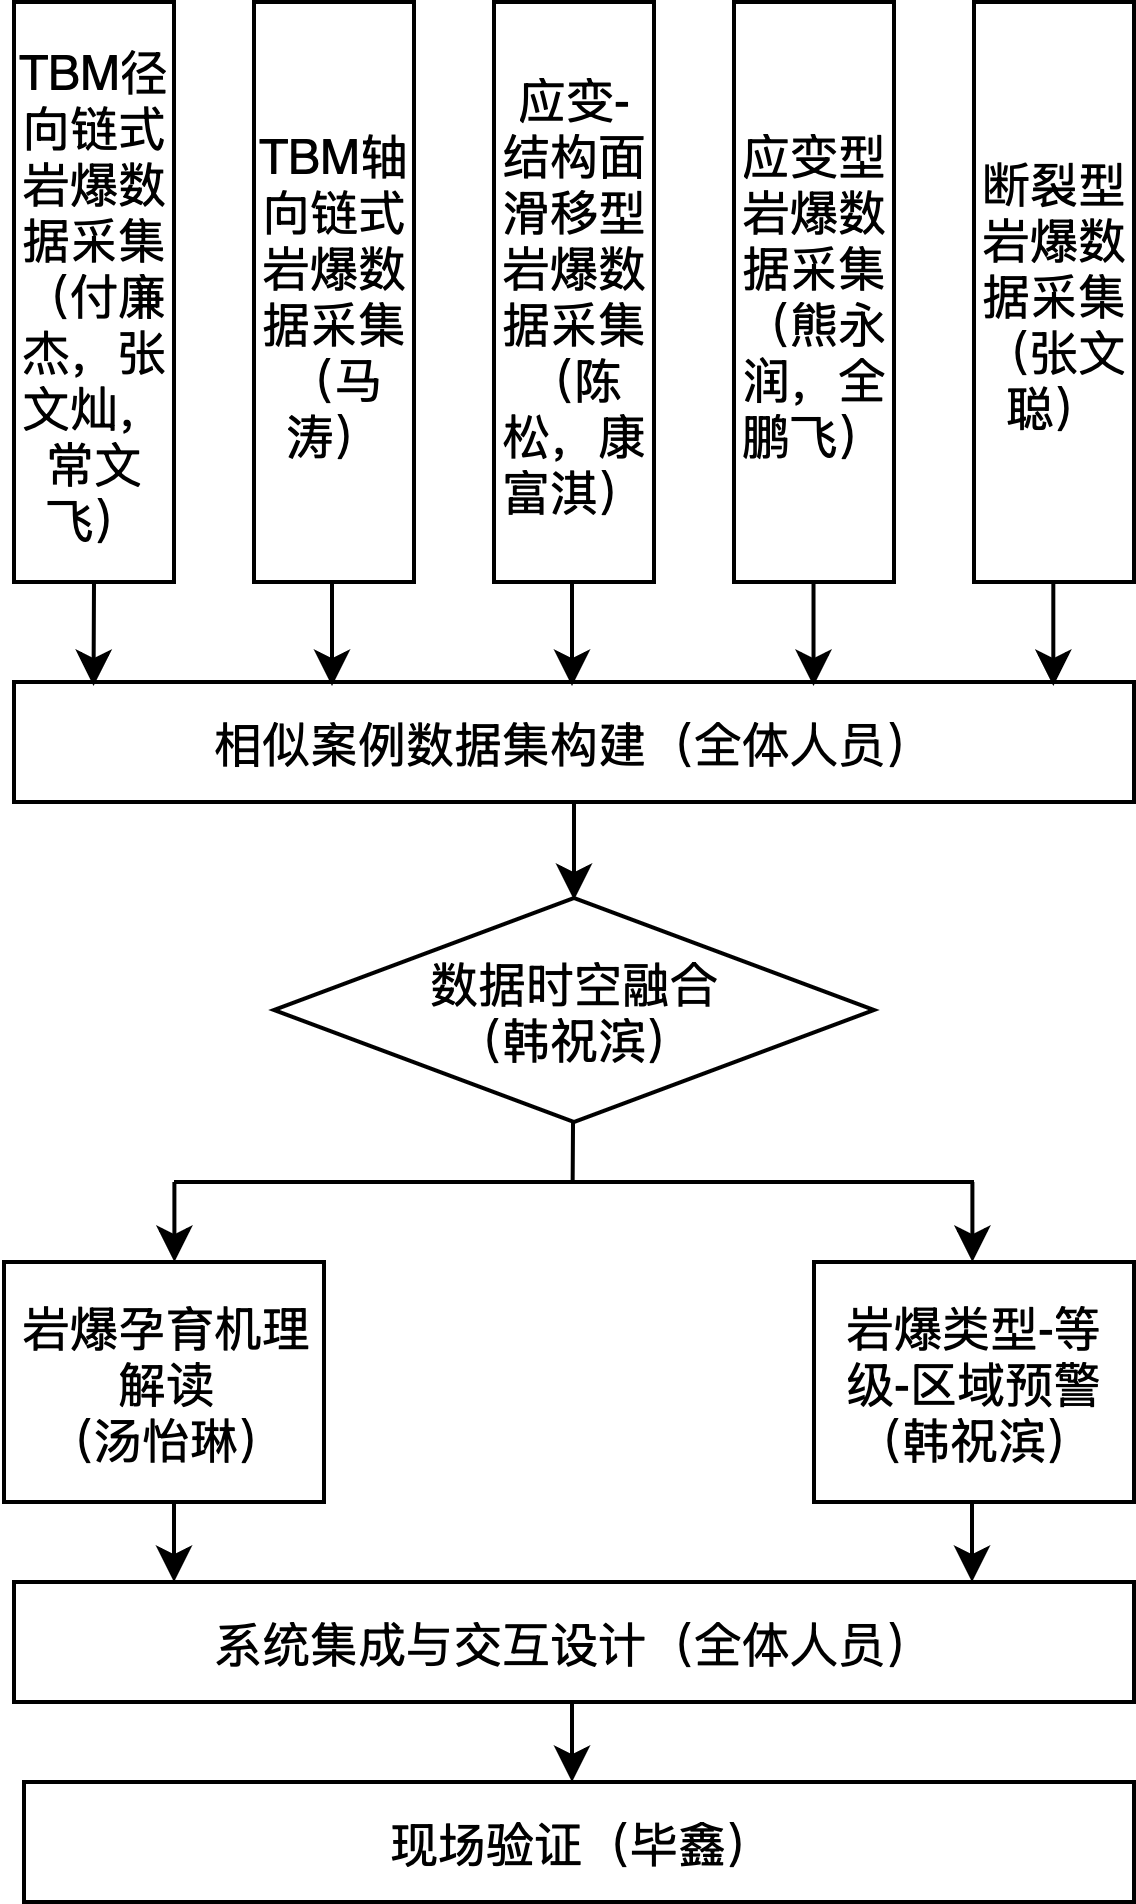 TBM径
向链式
岩爆数
据采集
（付廉
杰，张
文灿，
常文
飞）
TBM轴
向链式
岩爆数
据采集
（马
涛）
应变-
结构面
滑移型
岩爆数
据采集
（陈
松，康
富淇）
应变型
岩爆数
据采集
（熊永
润，全
鹏飞）
断裂型
岩爆数
据采集
（张文
聪）
相似案例数据集构建（全体人员）
数据时空融合
（韩祝滨）
岩爆孕育机理
解读
（汤怡琳）
岩爆类型-等
级-区域预警
（韩祝滨）
系统集成与交互设计（全体人员）
现场验证（毕鑫）